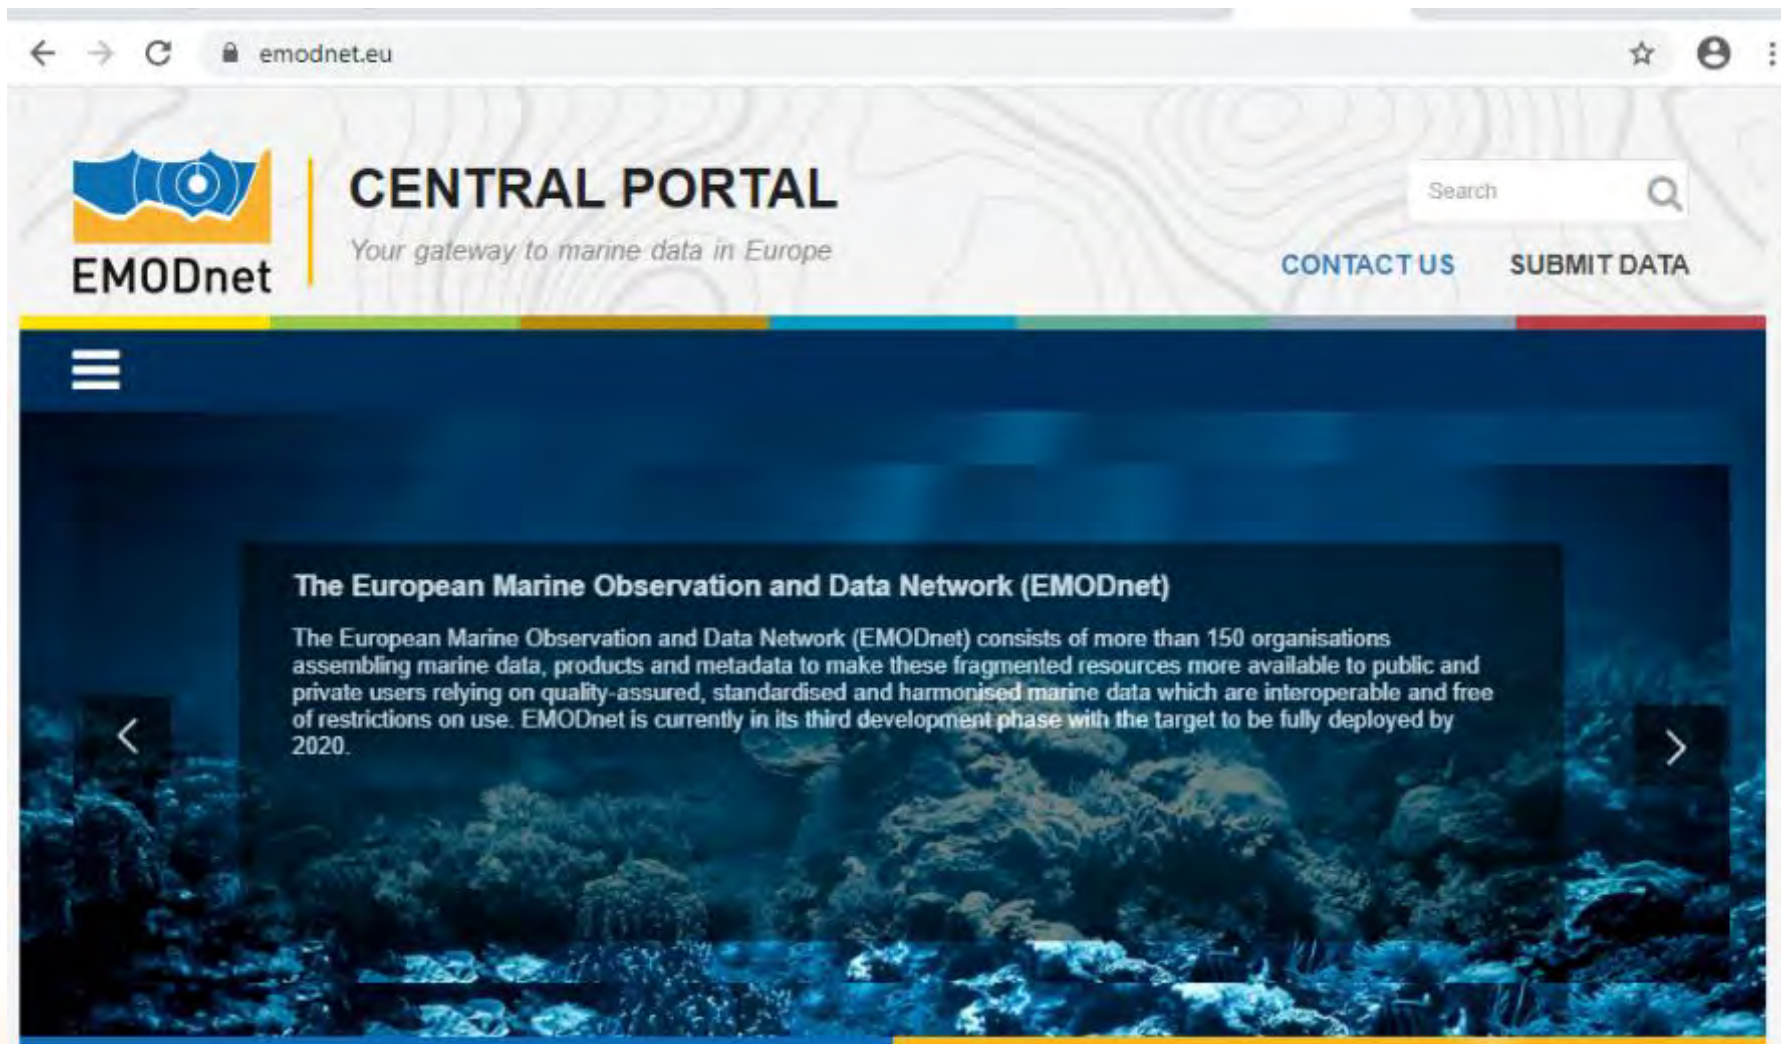 emodnet.eu
EMODnet
CENTRAL PORTAL
Your gateway to marine data in Europe
Search
CONTACT US
SUBMIT DATA
The European Marine Observation and Data Network (EMODnet)
The European Marine Observation and Data Network (EMODnet) consists of more than 150 organisations
assembling marine data, products and metadata to make these fragmented resources more available to public and
private users relying on quality-assured, standardised and harmonised marine data which are interoperable and free
of restrictions on use. EMODnet is currently in its third development phase with the target to be fully deployed by
2020.